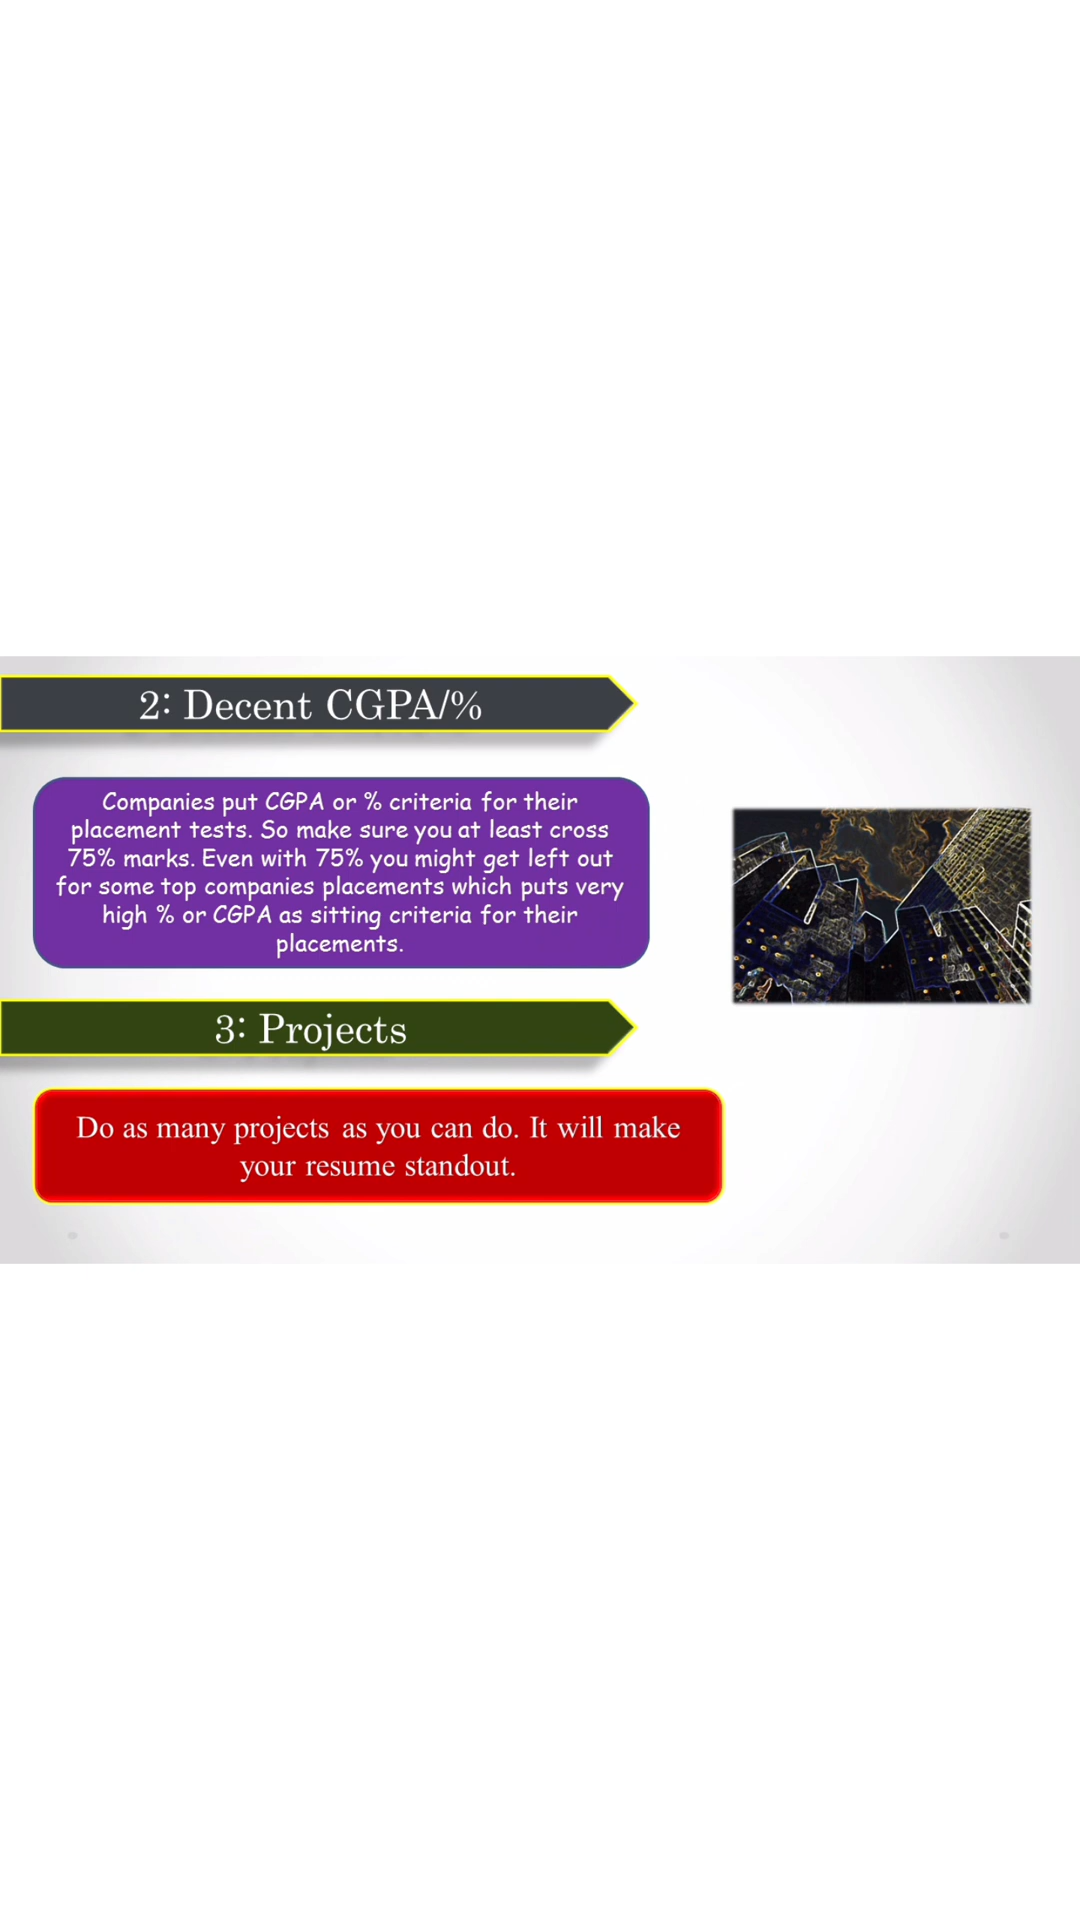 2: Decent CGPA/%
Companies put CGPA or % criteria for their
placement tests. So make sure you at least cross
75% marks. Even with 75% you might get left out
for some top companies placements which puts very
high % or CGPA as sitting criteria for their
placements.
3: Projects
Do as many projects as you can do. It will make
your resume standout.